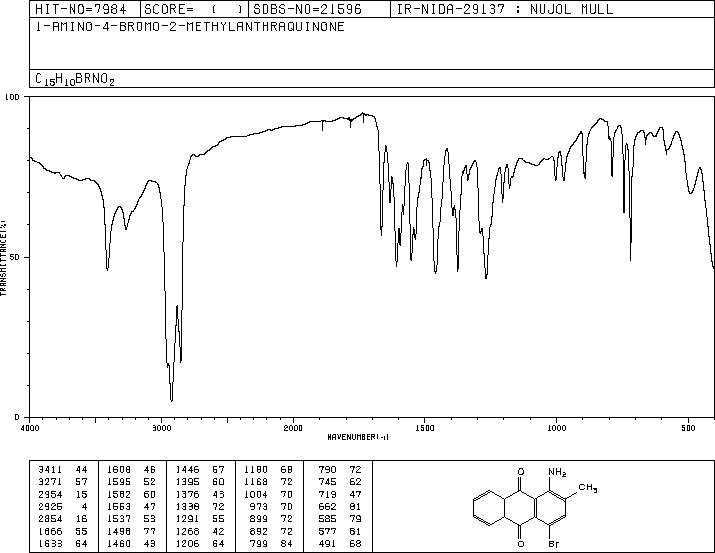 HIT-NO=7984 SCORE= ( ) SDBS-NO=21596 IR-NIDA-29137 : NUJOL MULL
1-AMINO-4-BROMO-2-METHYLANTHRAQUINONE
C15H10BRNO2
100
50
0
TRANSMITTANCE(%)
4000 3000 2000 1500 1000 500
WAVENUMBER(-1)
3411 44 1608 46 1446 67 1180 68 790 72
3271 57 1595 52 1395 60 1168 72 745 62
2954 15 1582 60 1376 43 1004 70 719 47
2925 4 1553 47 1338 72 973 70 662 81
2854 16 1537 53 1291 55 899 72 585 79
1666 55 1498 77 1268 42 892 72 577 81
1633 64 1460 43 1206 64 799 84 491 68
O NH2
CH3
O Br